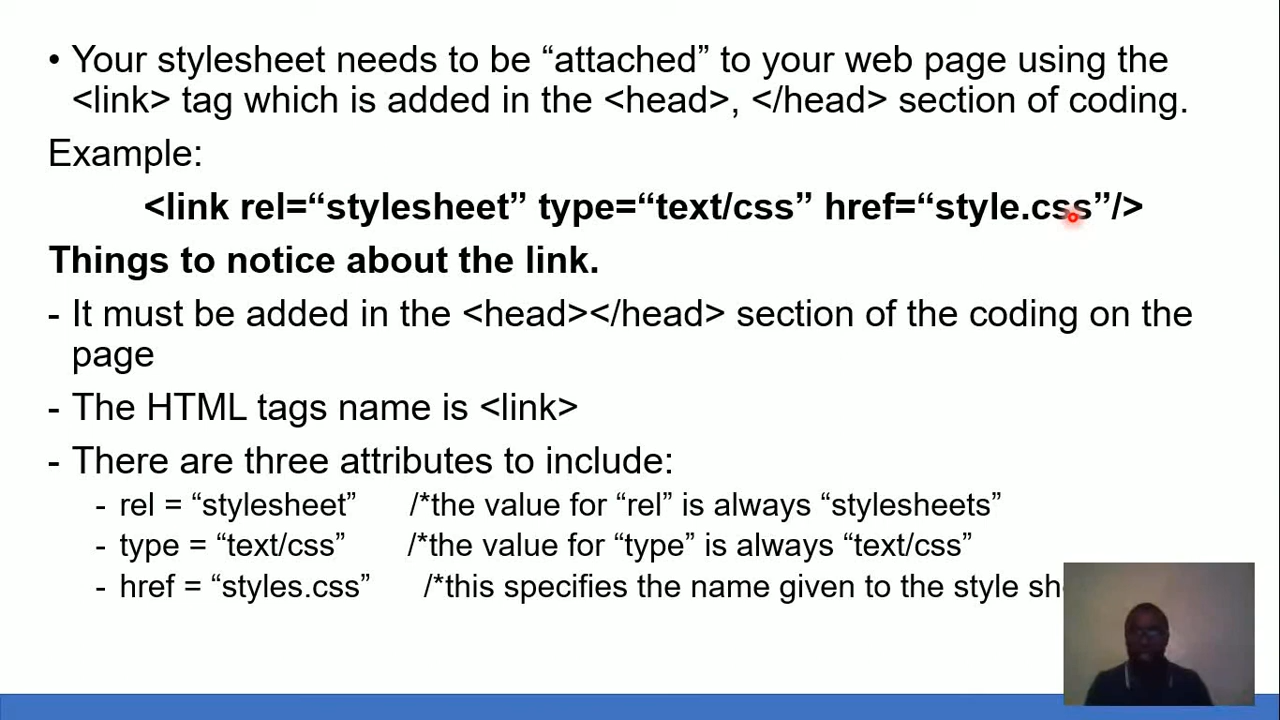 • Your stylesheet needs to be “attached” to your web page using the
<link> tag which is added in the <head>, </head> section of coding.
Example:
<link rel=“stylesheet” type=“text/css” href=“style.css”/>
Things to notice about the link.
- It must be added in the <head></head> section of the coding on the
page
- The HTML tags name is <link>
- There are three attributes to include:
- rel = “stylesheet” /*the value for “rel” is always “stylesheets”
- type = “text/css” /*the value for “type” is always “text/css”
- href = “styles.css” /*this specifies the name given to the style